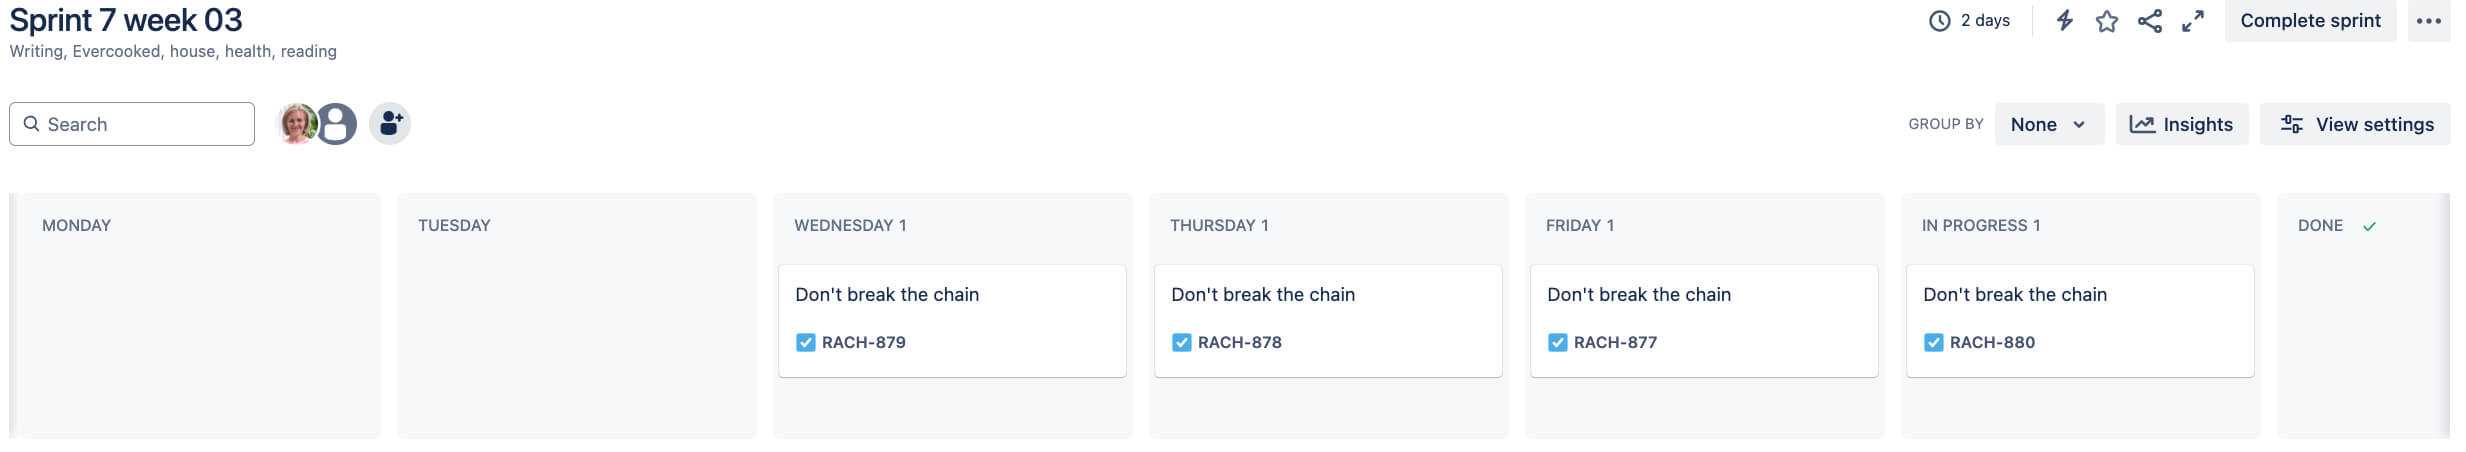 Sprint 7 week 03
2 days
Complete sprint
Writing, Evercooked, house, health, reading
Search
GROUP BY
None
Insights
View settings
MONDAY
TUESDAY
WEDNESDAY 1
THURSDAY 1
FRIDAY 1
IN PROGRESS 1
DONE
Don't break the chain
RACH-879
Don't break the chain
RACH-878
Don't break the chain
RACH-877
Don't break the chain
RACH-880